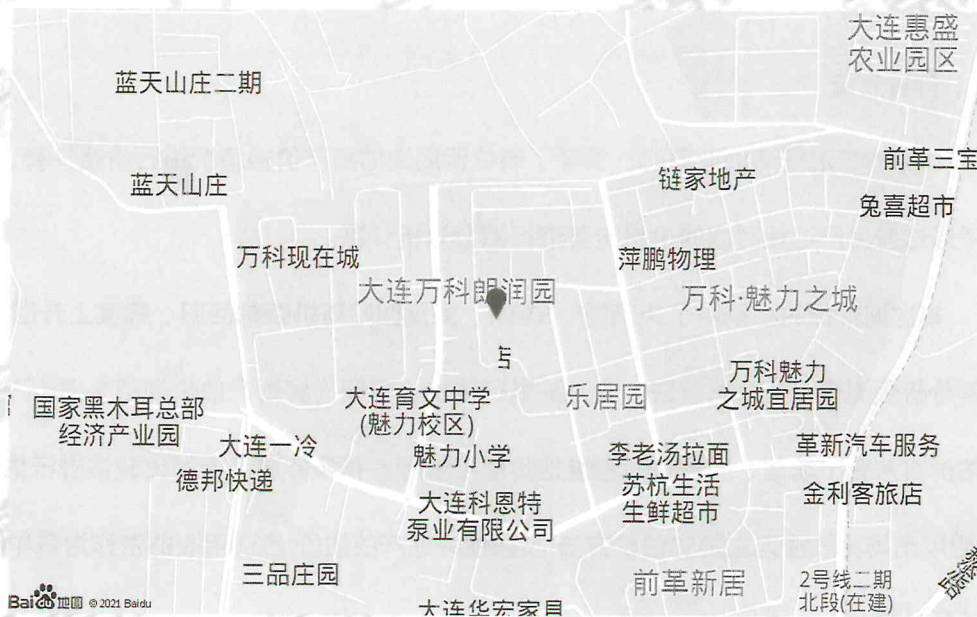 大连惠盛
农业园区
蓝天山庄二期
前革三宝
链家地产
蓝天山庄
兔喜超市
万科现在城
萍鹏物理
大连万科朗润园
万科·魅力之城
万科魅力
之城宜居园
大连育文中学
(魅力校区)
乐居园
国家黑木耳总部
经济产业园
大连一冷
魅力小学
李老汤拉面
革新汽车服务
德邦快递
苏杭生活
生鲜超市
金利客旅店
大连科恩特
泵业有限公司
三品庄园
前革新居
2号线二期
北段(在建)
Bai du 地图 © 2021 Baidu
大连华宏家具